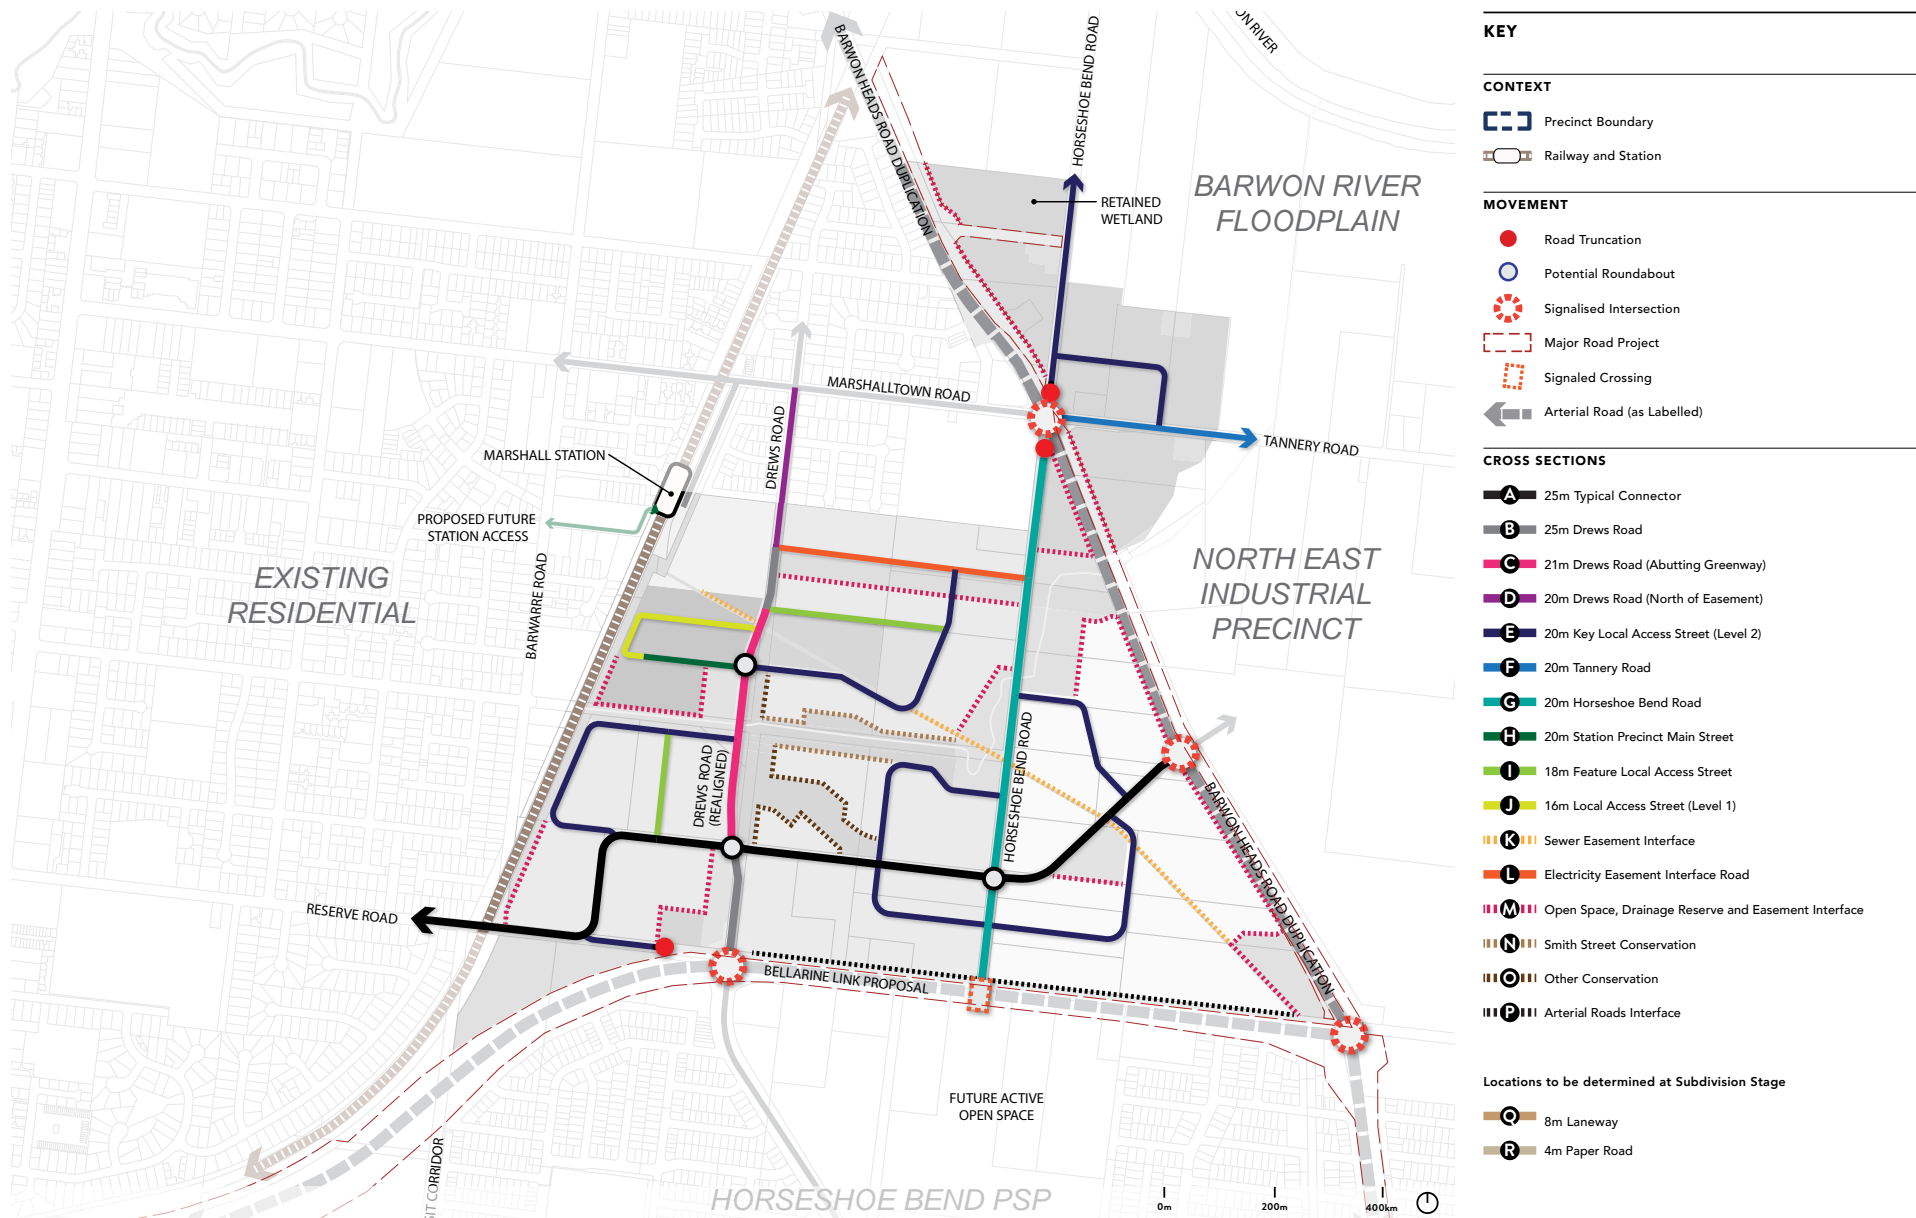 BARWON HEADS ROAD DUPLICATION
HORSESHOE BEND ROAD
ON RIVER
RETAINED
WETLAND
BARWON RIVER
FLOODPLAIN
MARSHALLTOWN ROAD
DREWS ROAD
TANNERY ROAD
MARSHALL STATION
PROPOSED FUTURE
STATION ACCESS
BARWARRE ROAD
EXISTING
RESIDENTIAL
NORTH EAST
INDUSTRIAL
PRECINCT
DREWS ROAD
(REALIGNED)
HORSESHOE BEND ROAD
HORSESHOE BEND ROAD
BARWON HEADS ROAD DUPLICATION
RESERVE ROAD
BELLARINE LINK PROPOSAL
FUTURE ACTIVE
OPEN SPACE
SIT CORRIDOR
HORSESHOE BEND PSP
0m 200m 400km
KEY
CONTEXT
Precinct Boundary
Railway and Station
MOVEMENT
Road Truncation
Potential Roundabout
Signalised Intersection
Major Road Project
Signaled Crossing
Arterial Road (as Labelled)
CROSS SECTIONS
A 25m Typical Connector
B 25m Drews Road
C 21m Drews Road (Abutting Greenway)
D 20m Drews Road (North of Easement)
E 20m Key Local Access Street (Level 2)
F 20m Tannery Road
G 20m Horseshoe Bend Road
H 20m Station Precinct Main Street
I 18m Feature Local Access Street
J 16m Local Access Street (Level 1)
K Sewer Easement Interface
L Electricity Easement Interface Road
M Open Space, Drainage Reserve and Easement Interface
N Smith Street Conservation
O Other Conservation
P Arterial Roads Interface
Locations to be determined at Subdivision Stage
Q 8m Laneway
R 4m Paper Road